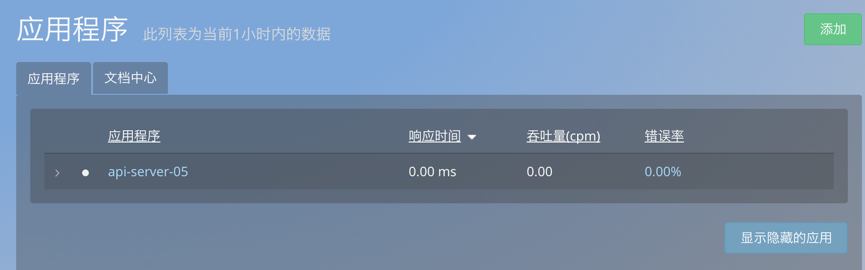 应用程序 此列表为当前1小时内的数据 添加
应用程序 文档中心
应用程序 响应时间 吞吐量(cpm) 错误率
api-server-05 0.00 ms 0.00 0.00%
显示隐藏的应用